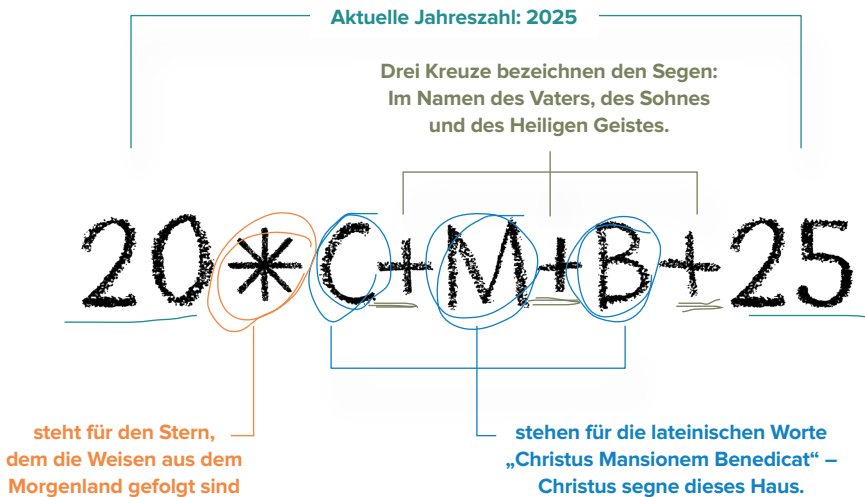 Aktuelle Jahreszahl: 2025
Drei Kreuze bezeichnen den Segen:
Im Namen des Vaters, des Sohnes
und des Heiligen Geistes.
20*C+M+B+25
steht für den Stern,
dem die Weisen aus dem
Morgenland gefolgt sind
stehen für die lateinischen Worte
„Christus Mansionem Benedicat“ –
Christus segne dieses Haus.